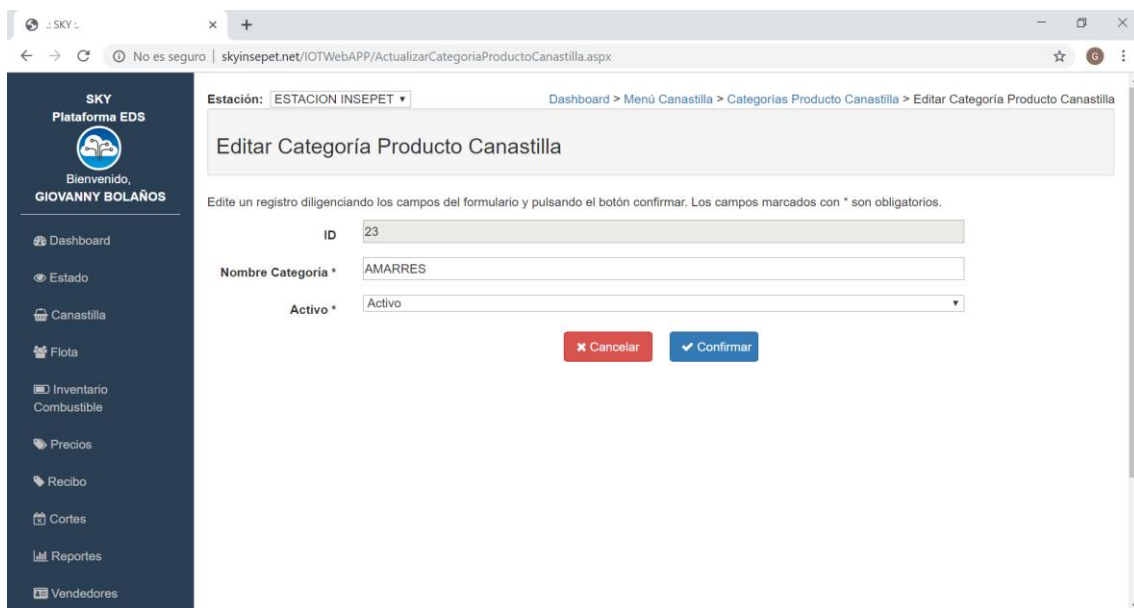 .: SKY :.
No es seguro | skyinsepet.net/IOTWebAPP/ActualizarCategoriaProductoCanastilla.aspx
G
SKY
Plataforma EDS
Bienvenido,
GIOVANNY BOLAÑOS
Dashboard
Estado
Canastilla
Flota
Inventario
Combustible
Precios
Recibo
Cortes
Reportes
Vendedores
Estación: ESTACION INSEPET
Dashboard > Menú Canastilla > Categorías Producto Canastilla > Editar Categoría Producto Canastilla
Editar Categoría Producto Canastilla
Edite un registro diligenciando los campos del formulario y pulsando el botón confirmar. Los campos marcados con * son obligatorios.
ID 23
Nombre Categoría * AMARRES
Activo * Activo
Cancelar Confirmar